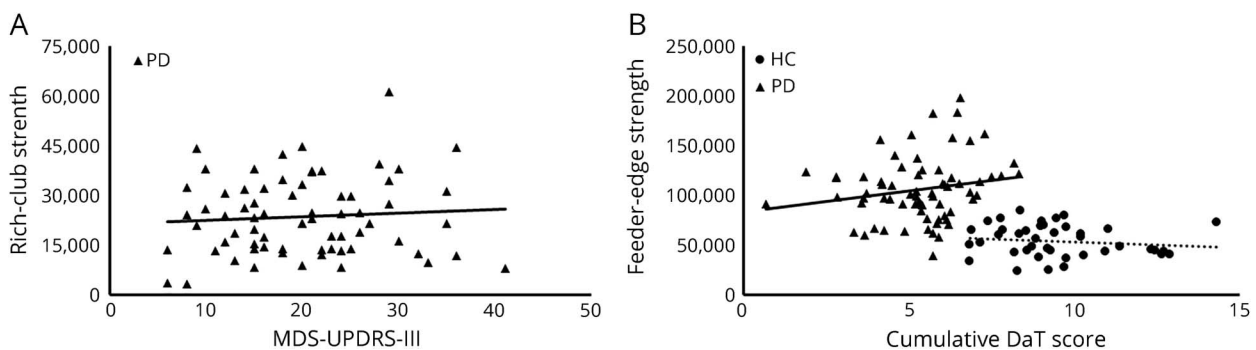 A
75,000
60,000
45,000
30,000
15,000
0
Rich-club strenth
PD
0 10 20 30 40 50
MDS-UPDRS-III
B
250,000
200,000
150,000
100,000
50,000
0
Feeder-edge strength
HC
PD
0 5 10 15
Cumulative DaT score